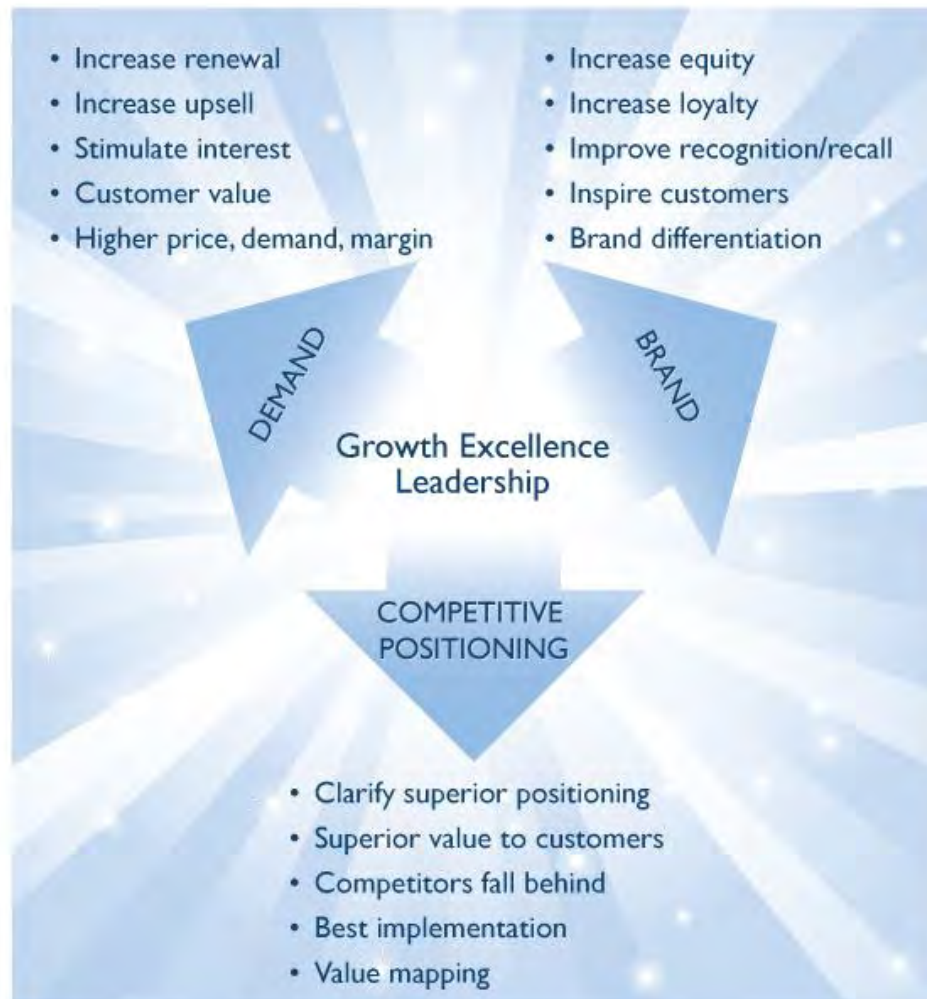 • Increase renewal
• Increase upsell
• Stimulate interest
• Customer value
• Higher price, demand, margin
• Increase equity
• Increase loyalty
• Improve recognition/recall
• Inspire customers
• Brand differentiation
DEMAND
BRAND
Growth Excellence
Leadership
COMPETITIVE
POSITIONING
• Clarify superior positioning
• Superior value to customers
• Competitors fall behind
• Best implementation
• Value mapping